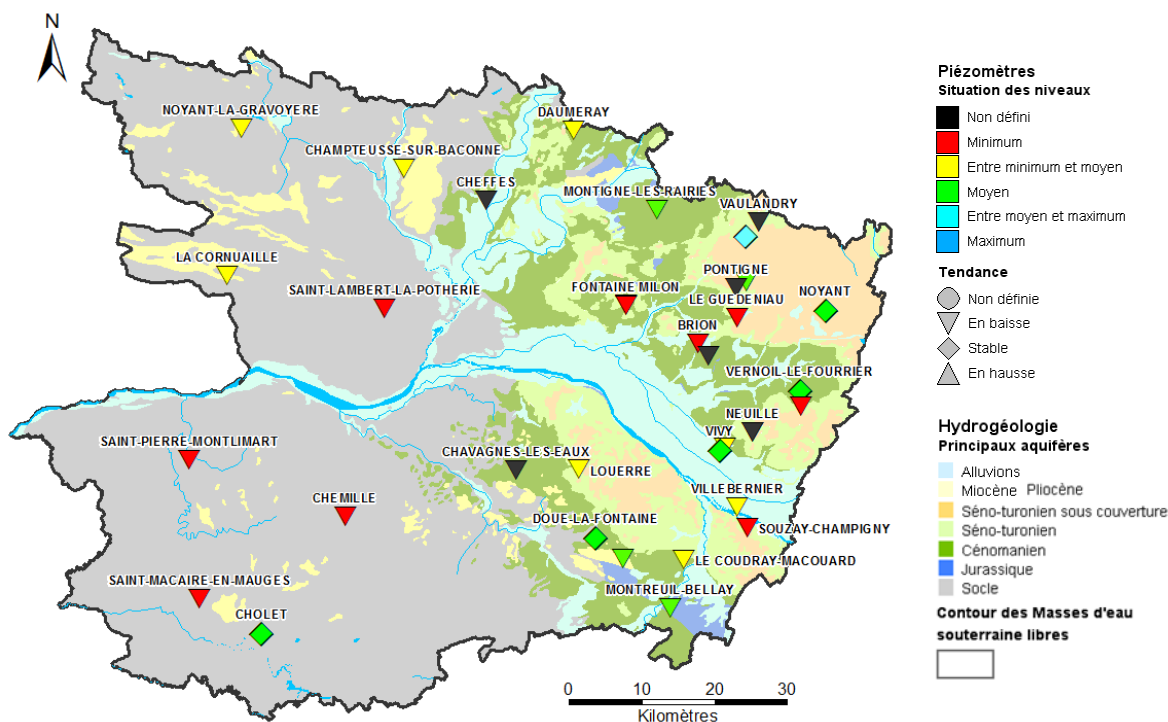 N
NOYANT-LA-GRAVOYERE
DAUMERAY
CHAMPTEUSSE-SUR-BACONNE
CHEFFES
MONTIGNE-LES-RAIRIES
VAULANDRY
LA CORNUAILLE
PONTIGNE
SAINT-LAMBERT-LA-POTHERIE
FONTAINE MILON
NOYANT
LE GUEDENIAU
BRION
VERNOIL-LE-FOURRIER
NEUILLE
VIVY
SAINT-PIERRE-MONTLIMART
CHAVAGNES-LES-EAUX
LOUERRE
CHEMILLE
VILLEBERNIER
DOUE-LA-FONTAINE
SOUZAY-CHAMPIGNY
LE COUDRAY-MACOUARD
SAINT-MACAIRE-EN-MAUGES
MONTREUIL-BELLAY
CHOLET
0 10 20 30
Kilomètres
Piézomètres
Situation des niveaux
Non défini
Minimum
Entre minimum et moyen
Moyen
Entre moyen et maximum
Maximum
Tendance
Non définie
En baisse
Stable
En hausse
Hydrogéologie
Principaux aquifères
Alluvions
Miocène Pliocène
Séno-turonien sous couverture
Séno-turonien
Cénomanien
Jurassique
Socle
Contour des Masses d'eau
souterraine libres